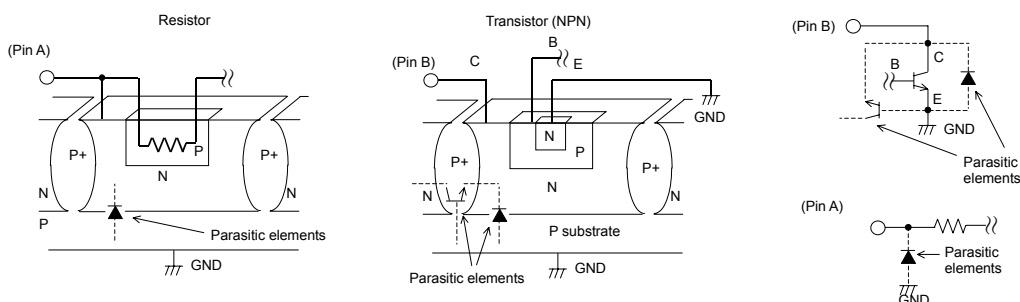 Resistor
(Pin A)
P+
P
P+
N
N
N
P
Parasitic elements
GND
Transistor (NPN)
B
(Pin B)
C
E
GND
N
P
P+
P+
N
N
N
P substrate
Parasitic elements
GND
(Pin B)
C
B
E
GND
Parasitic
elements
(Pin A)
Parasitic
elements
GND